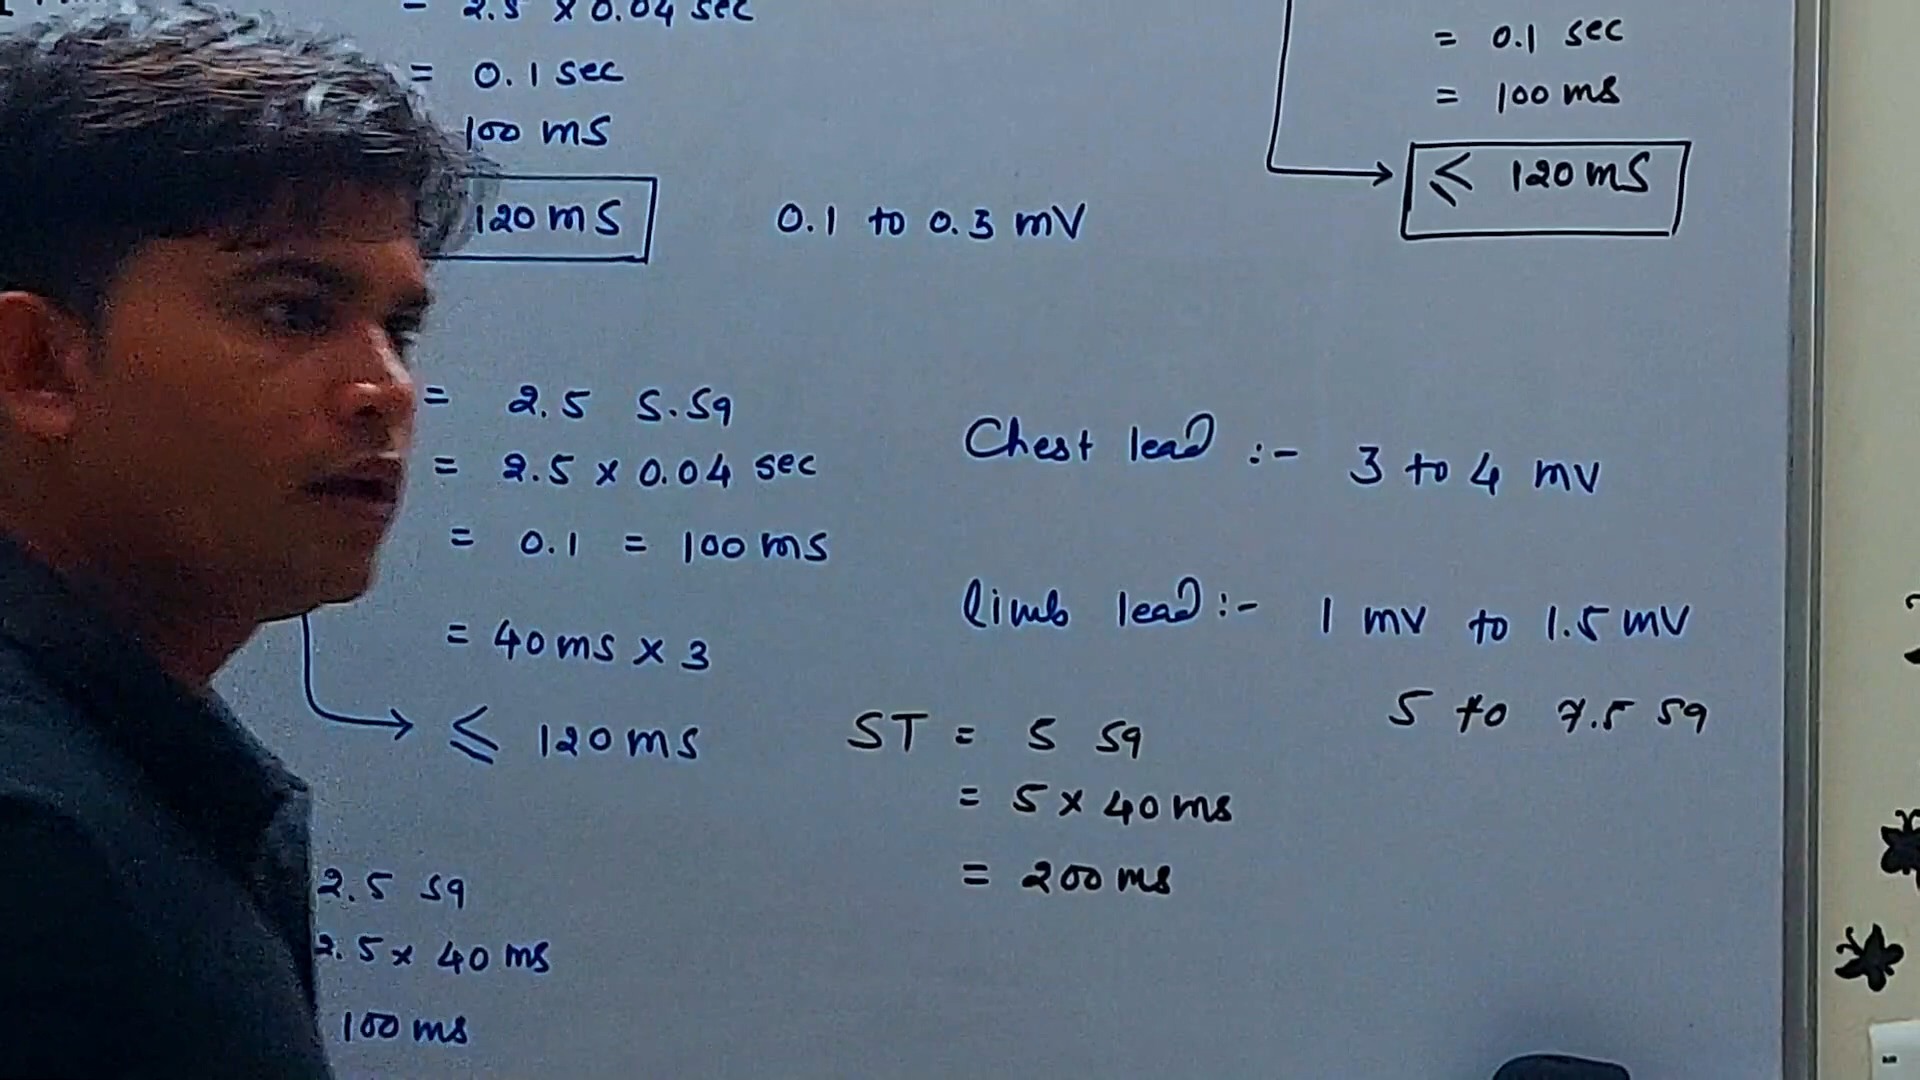 = 2.5 x 0.04 sec
= 0.1 sec
100 ms
120 ms
0.1 to 0.3 mV
= 0.1 sec
= 100 ms
≤ 120 ms
= 2.5 S.Sq
= 2.5 x 0.04 sec
= 0.1 = 100 ms
= 40 ms x 3
≤ 120 ms
Chest lead :- 3 to 4 mv
limb lead :- 1 mv to 1.5 mv
5 to 7.5 sq
ST = 5 sq
= 5 x 40 ms
= 200 ms
2.5 sq
2.5 x 40 ms
100 ms